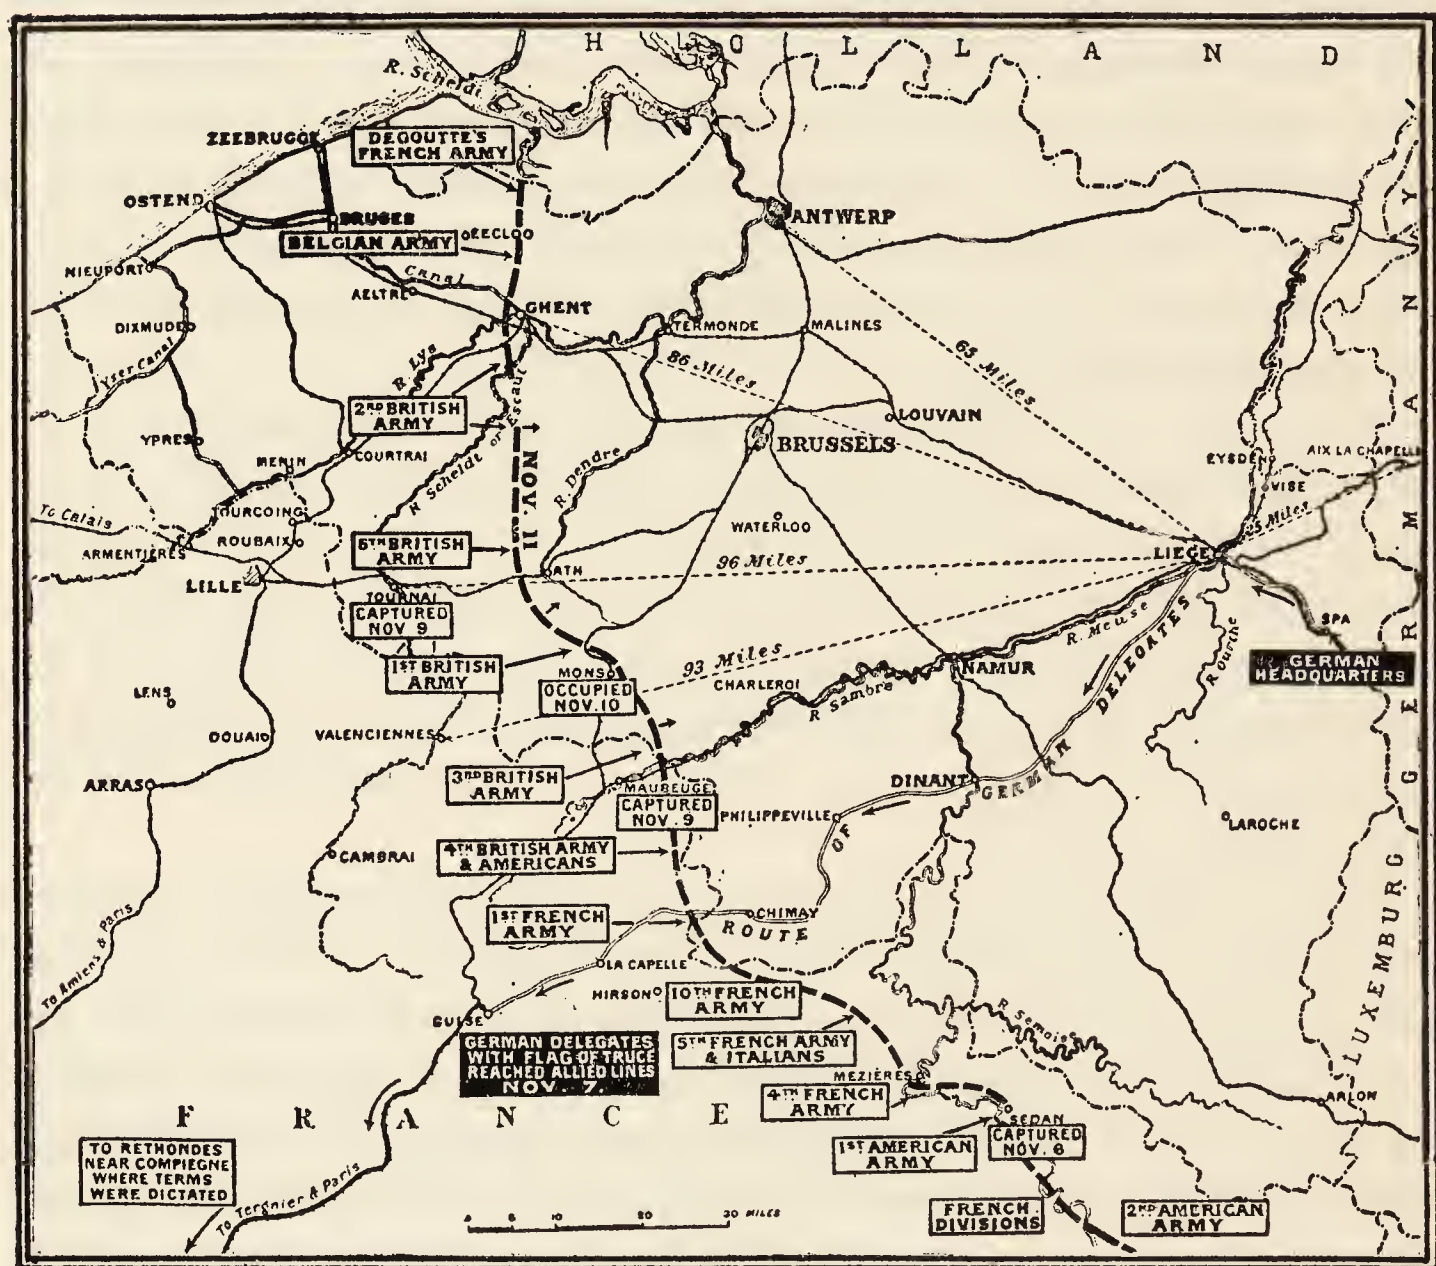 HOLLAND
R. Scheldt
ZEEBRUGGE
DEGOUTTE'S
FRENCH ARMY
OSTEND
BRUGES
ANTWERP
BELGIAN ARMY
EECLOO
NIEUPORT
Canal
AELTRE
GHENT
DIXMUDE
TERMONDE
MALINES
Yser Canal
R. Lys
86 Miles
65 Miles
2ND BRITISH
ARMY
R Scheldt or Escaut
LOUVAIN
YPRES
BRUSSELS
MENIN
COURTRAI
NOV. 11
R. Dendre
EYSDEN
AIX LA CHAPELLE
VISE
To Calais
TOURCOING
WATERLOO
25 Miles
ARMENTIÈRES
ROUBAIX
5TH BRITISH
ARMY
LIEGE
LILLE
ATH
96 Miles
TOURNAI
CAPTURED
NOV. 9
R. Meuse
SPA
R Ourthe
1ST BRITISH
ARMY
MONS
OCCUPIED
NOV. 10
93 Miles
CHARLEROI
NAMUR
GERMAN
HEADQUARTERS
R Sambre
LENS
DOUAI
VALENCIENNES
ARRAS
3RD BRITISH
ARMY
MAUBEUGE
CAPTURED
NOV. 9
DINANT
PHILIPPEVILLE
LAROCHE
CAMBRAI
4TH BRITISH ARMY
& AMERICANS
1ST FRENCH
ARMY
CHIMAY
ROUTE OF GERMAN DELEGATES
To Amiens & Paris
LA CAPELLE
HIRSON
10TH FRENCH
ARMY
R. Semois
GUISE
GERMAN DELEGATES
WITH FLAG OF TRUCE
REACHED ALLIED LINES
NOV. 7.
5TH FRENCH ARMY
& ITALIANS
MEZIÈRES
4TH FRENCH
ARMY
ARLON
LUXEMBURG
GERMANY
FRANCE
SEDAN
CAPTURED
NOV. 6
1ST AMERICAN
ARMY
TO RETHONDES
NEAR COMPIEGNE
WHERE TERMS
WERE DICTATED
To Tergnier & Paris
FRENCH
DIVISIONS
2ND AMERICAN
ARMY
5 10 20 30 MILES